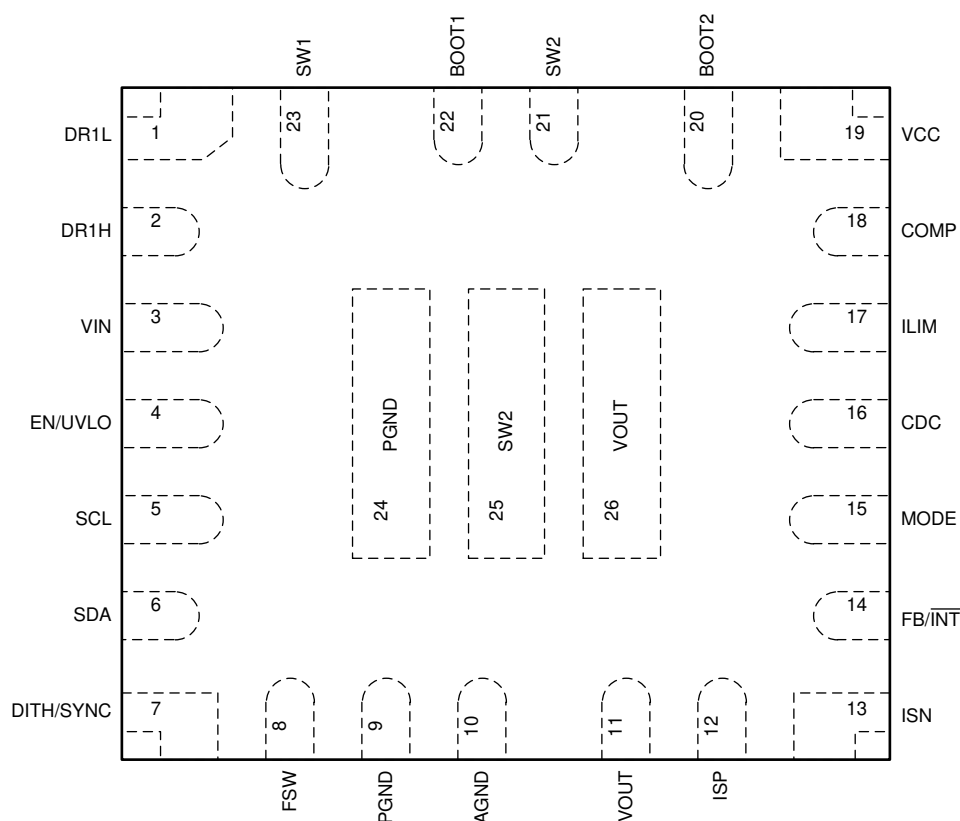 SW1 BOOT1 SW2 BOOT2
23 22 21 20
DR1L 1 19 VCC
DR1H 2 18 COMP
VIN 3 17 ILIM
EN/UVLO 4 16 CDC
SCL 5 15 MODE
SDA 6 14 FB/INT
PGND SW2 VOUT
24 25 26
DITH/SYNC 7 13 ISN
8 9 10 11 12
FSW PGND AGND VOUT ISP